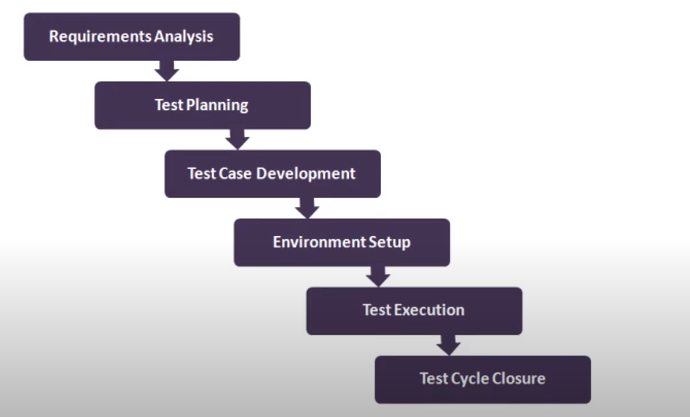 Requirements Analysis
Test Planning
Test Case Development
Environment Setup
Test Execution
Test Cycle Closure